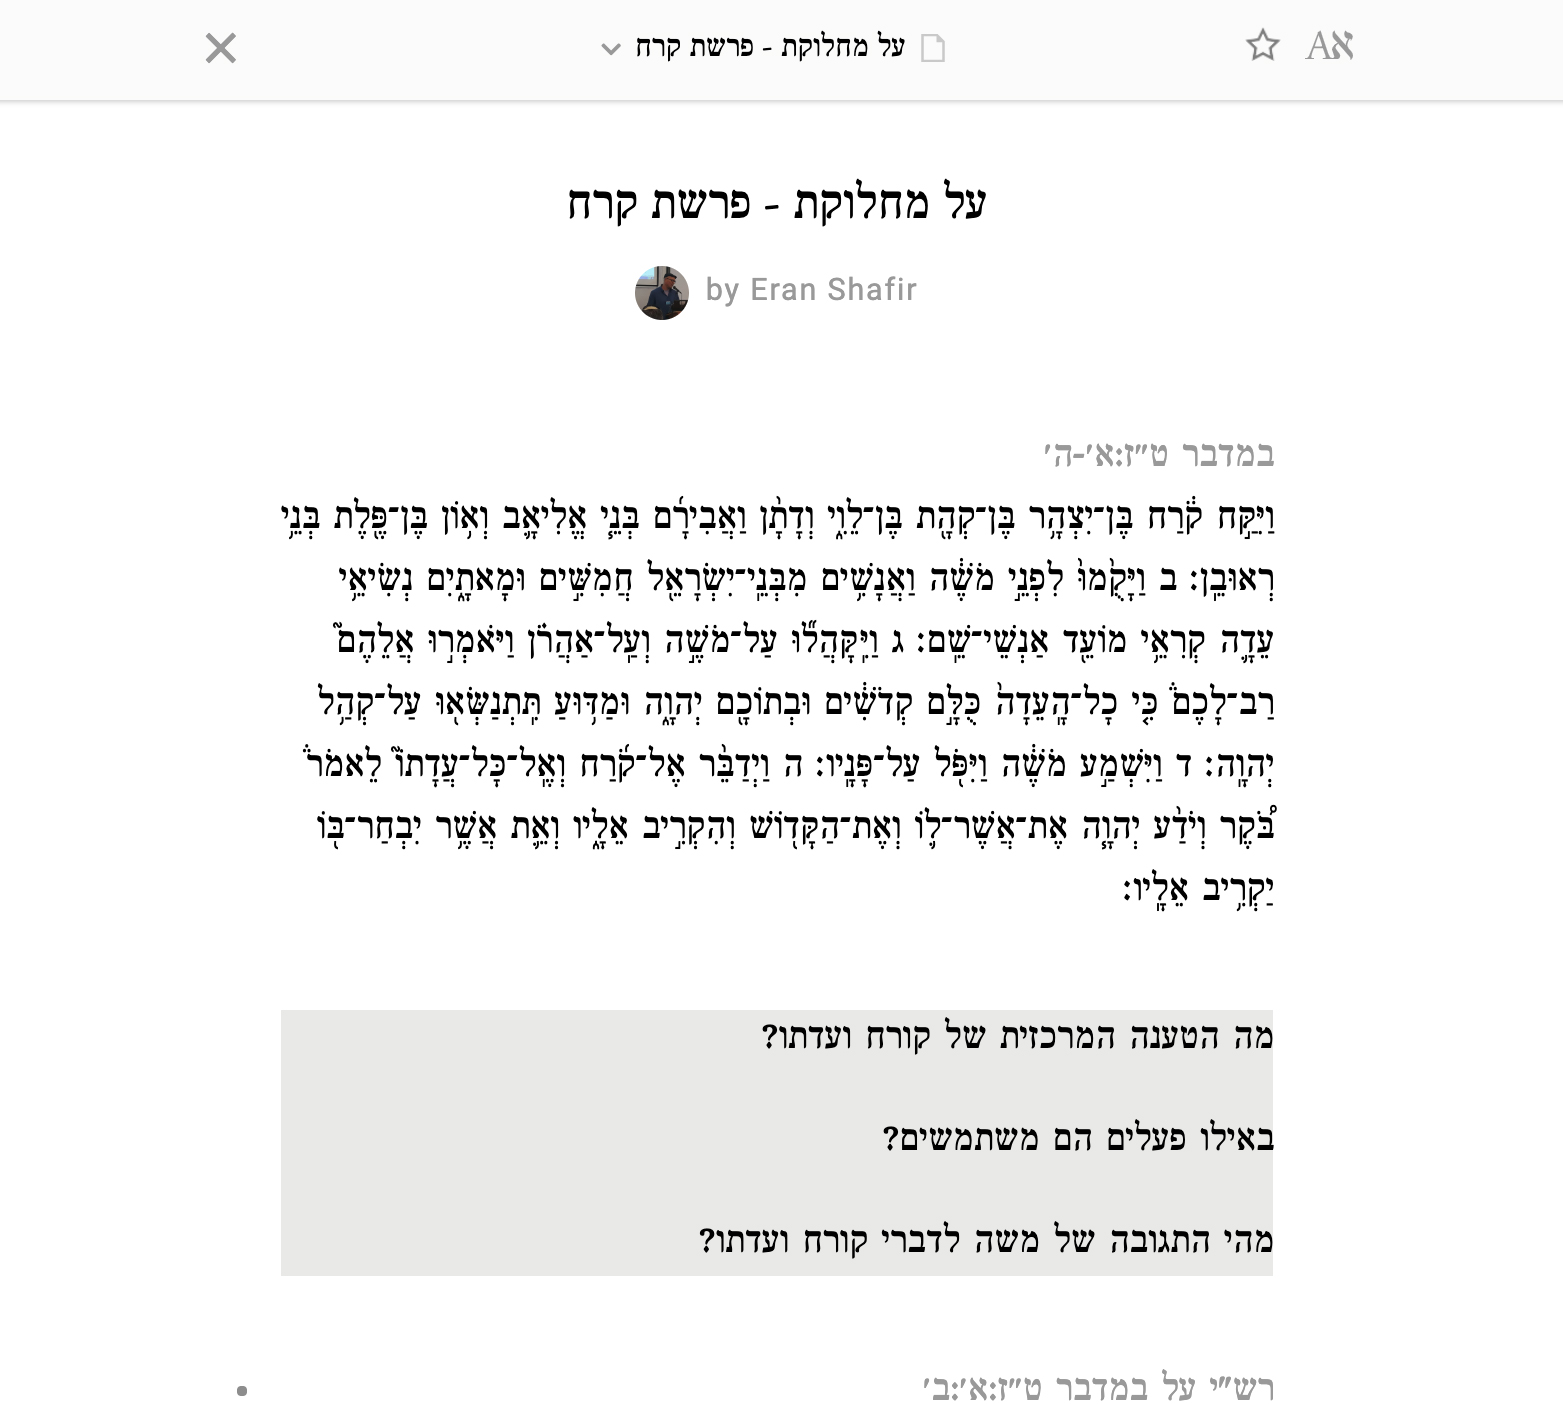 על מחלוקת - פרשת קרח
על מחלוקת - פרשת קרח
by Eran Shafir
במדבר ט״ז:א׳-ה׳
וַיִּקַּ֣ח קֹ֔רַח בֶּן־יִצְהָ֥ר בֶּן־קְהָ֖ת בֶּן־לֵוִ֑י וְדָתָ֨ן וַאֲבִירָ֜ם בְּנֵ֧י אֱלִיאָ֛ב וְא֥וֹן בֶּן־פֶּ֖לֶת בְּנֵ֥י
רְאוּבֵֽן׃ ב וַיָּקֻ֙מוּ֙ לִפְנֵ֣י מֹשֶׁ֔ה וַאֲנָשִׁ֥ים מִבְּנֵֽי־יִשְׂרָאֵ֖ל חֲמִשִּׁ֣ים וּמָאתָ֑יִם נְשִׂיאֵ֥י
עֵדָ֛ה קְרִאֵ֥י מוֹעֵ֖ד אַנְשֵׁי־שֵֽׁם׃ ג וַיִּֽקָּהֲל֞וּ עַל־מֹשֶׁ֣ה וְעַֽל־אַהֲרֹ֗ן וַיֹּאמְר֣וּ אֲלֵהֶם֮
רַב־לָכֶם֒ כִּ֤י כָל־הָֽעֵדָה֙ כֻּלָּ֣ם קְדֹשִׁ֔ים וּבְתוֹכָ֖ם יְהוָ֑ה וּמַדּ֥וּעַ תִּֽתְנַשְּׂא֖וּ עַל־קְהַ֥ל
יְהוָֽה׃ ד וַיִּשְׁמַ֣ע מֹשֶׁ֔ה וַיִּפֹּ֖ל עַל־פָּנָֽיו׃ ה וַיְדַבֵּ֨ר אֶל־קֹ֜רַח וְאֶֽל־כָּל־עֲדָתוֹ֮ לֵאמֹר֒
בֹּ֠קֶר וְיֹדַ֨ע יְהוָ֧ה אֶת־אֲשֶׁר־ל֛וֹ וְאֶת־הַקָּד֖וֹשׁ וְהִקְרִ֣יב אֵלָ֑יו וְאֵ֛ת אֲשֶׁ֥ר יִבְחַר־בּ֖וֹ
יַקְרִ֥יב אֵלָֽיו׃
מה הטענה המרכזית של קורח ועדתו?
באילו פעלים הם משתמשים?
מהי התגובה של משה לדברי קורח ועדתו?
רש״י על במדבר ט״ז:א׳:ב׳